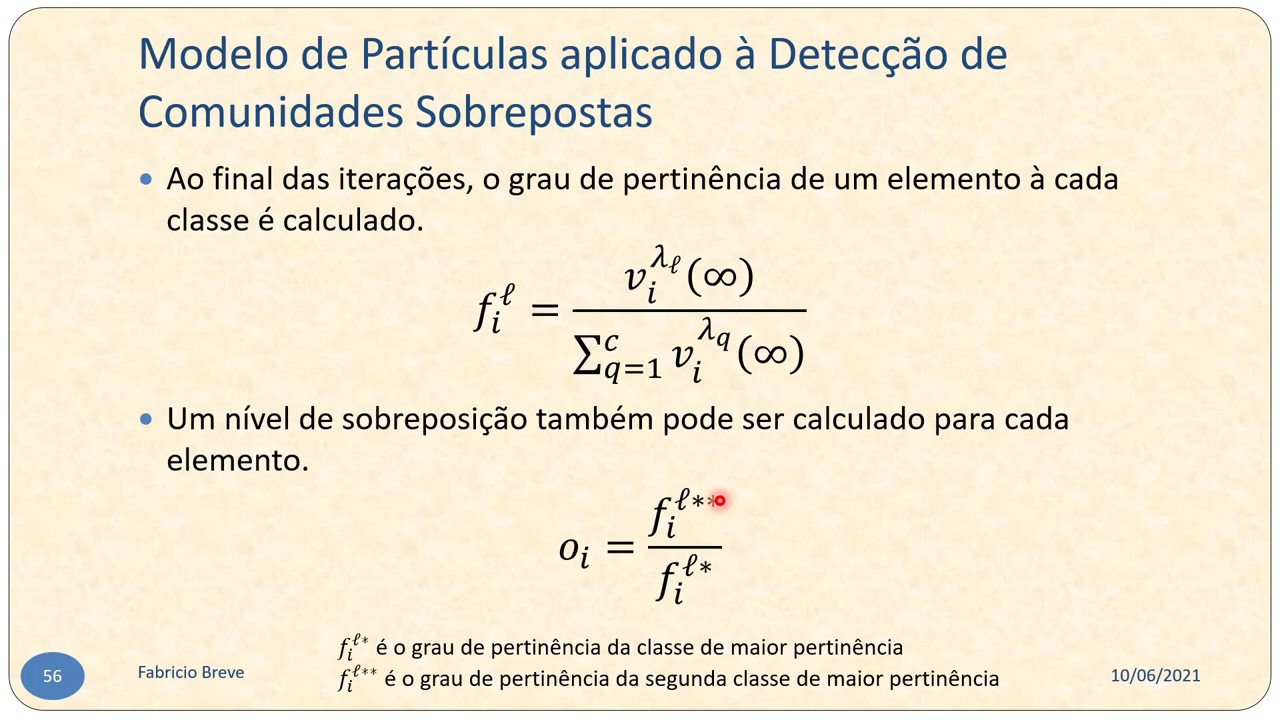 Modelo de Partículas aplicado à Detecção de
Comunidades Sobrepostas
• Ao final das iterações, o grau de pertinência de um elemento à cada
classe é calculado.
f_i^ℓ = v_i^{λ_ℓ}(∞) / ∑_{q=1}^{c} v_i^{λ_q}(∞)
• Um nível de sobreposição também pode ser calculado para cada
elemento.
o_i = f_i^{ℓ**} / f_i^{ℓ*}
f_i^{ℓ*} é o grau de pertinência da classe de maior pertinência
f_i^{ℓ**} é o grau de pertinência da segunda classe de maior pertinência
56
Fabricio Breve
10/06/2021